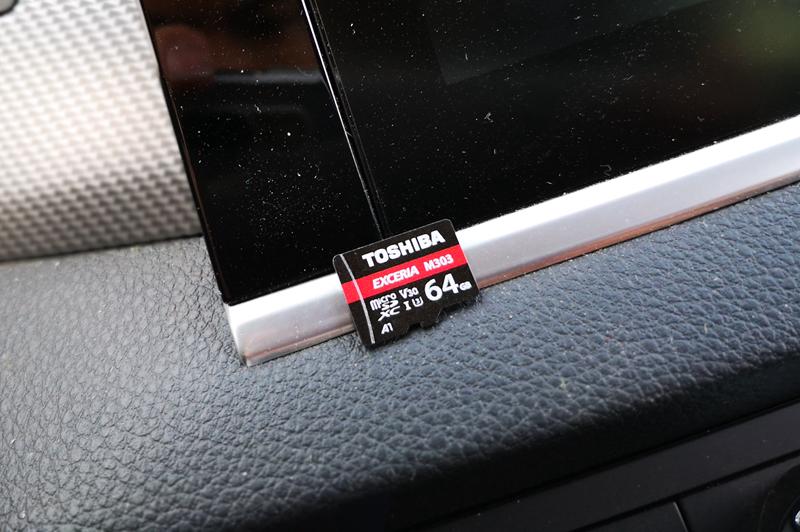 TOSHIBA
EXCERIA M303
micro SD XC V30 I U3 64GB
A1